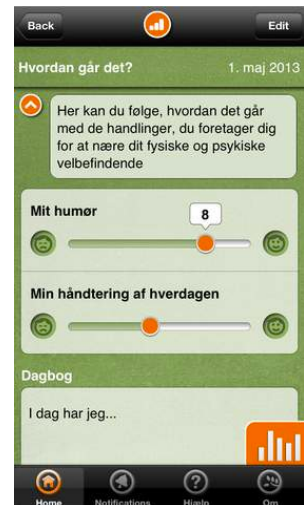 Back
Edit
Hvordan går det?
1. maj 2013
Her kan du følge, hvordan det går
med de handlinger, du foretager dig
for at nære dit fysiske og psykiske
velbefindende
Mit humør
8
Min håndtering af hverdagen
Dagbog
I dag har jeg...
Home Notifications Hjælp Om